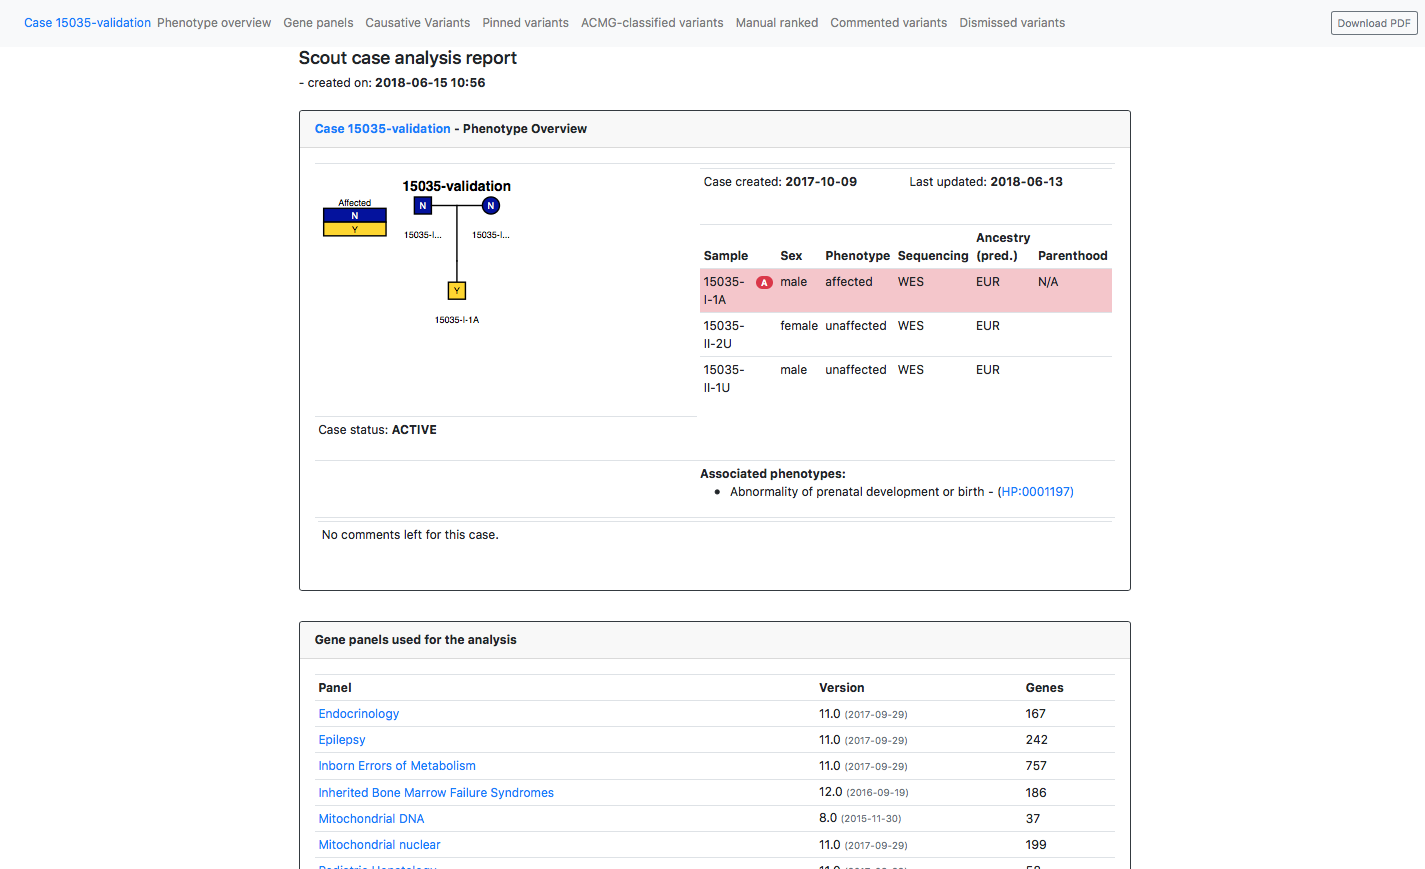 Case 15035-validation Phenotype overview Gene panels Causative Variants Pinned variants ACMG-classified variants Manual ranked Commented variants Dismissed variants Download PDF
Scout case analysis report
- created on: 2018-06-15 10:56
Case 15035-validation - Phenotype Overview
15035-validation
Affected
N
Y
N N
15035-I... 15035-I...
Y
15035-I-1A
Case created: 2017-10-09 Last updated: 2018-06-13
Sample Sex Phenotype Sequencing Ancestry (pred.) Parenthood
15035-I-1A A male affected WES EUR N/A
15035-II-2U female unaffected WES EUR
15035-II-1U male unaffected WES EUR
Case status: ACTIVE
Associated phenotypes:
• Abnormality of prenatal development or birth - (HP:0001197)
No comments left for this case.
Gene panels used for the analysis
Panel Version Genes
Endocrinology 11.0 (2017-09-29) 167
Epilepsy 11.0 (2017-09-29) 242
Inborn Errors of Metabolism 11.0 (2017-09-29) 757
Inherited Bone Marrow Failure Syndromes 12.0 (2016-09-19) 186
Mitochondrial DNA 8.0 (2015-11-30) 37
Mitochondrial nuclear 11.0 (2017-09-29) 199